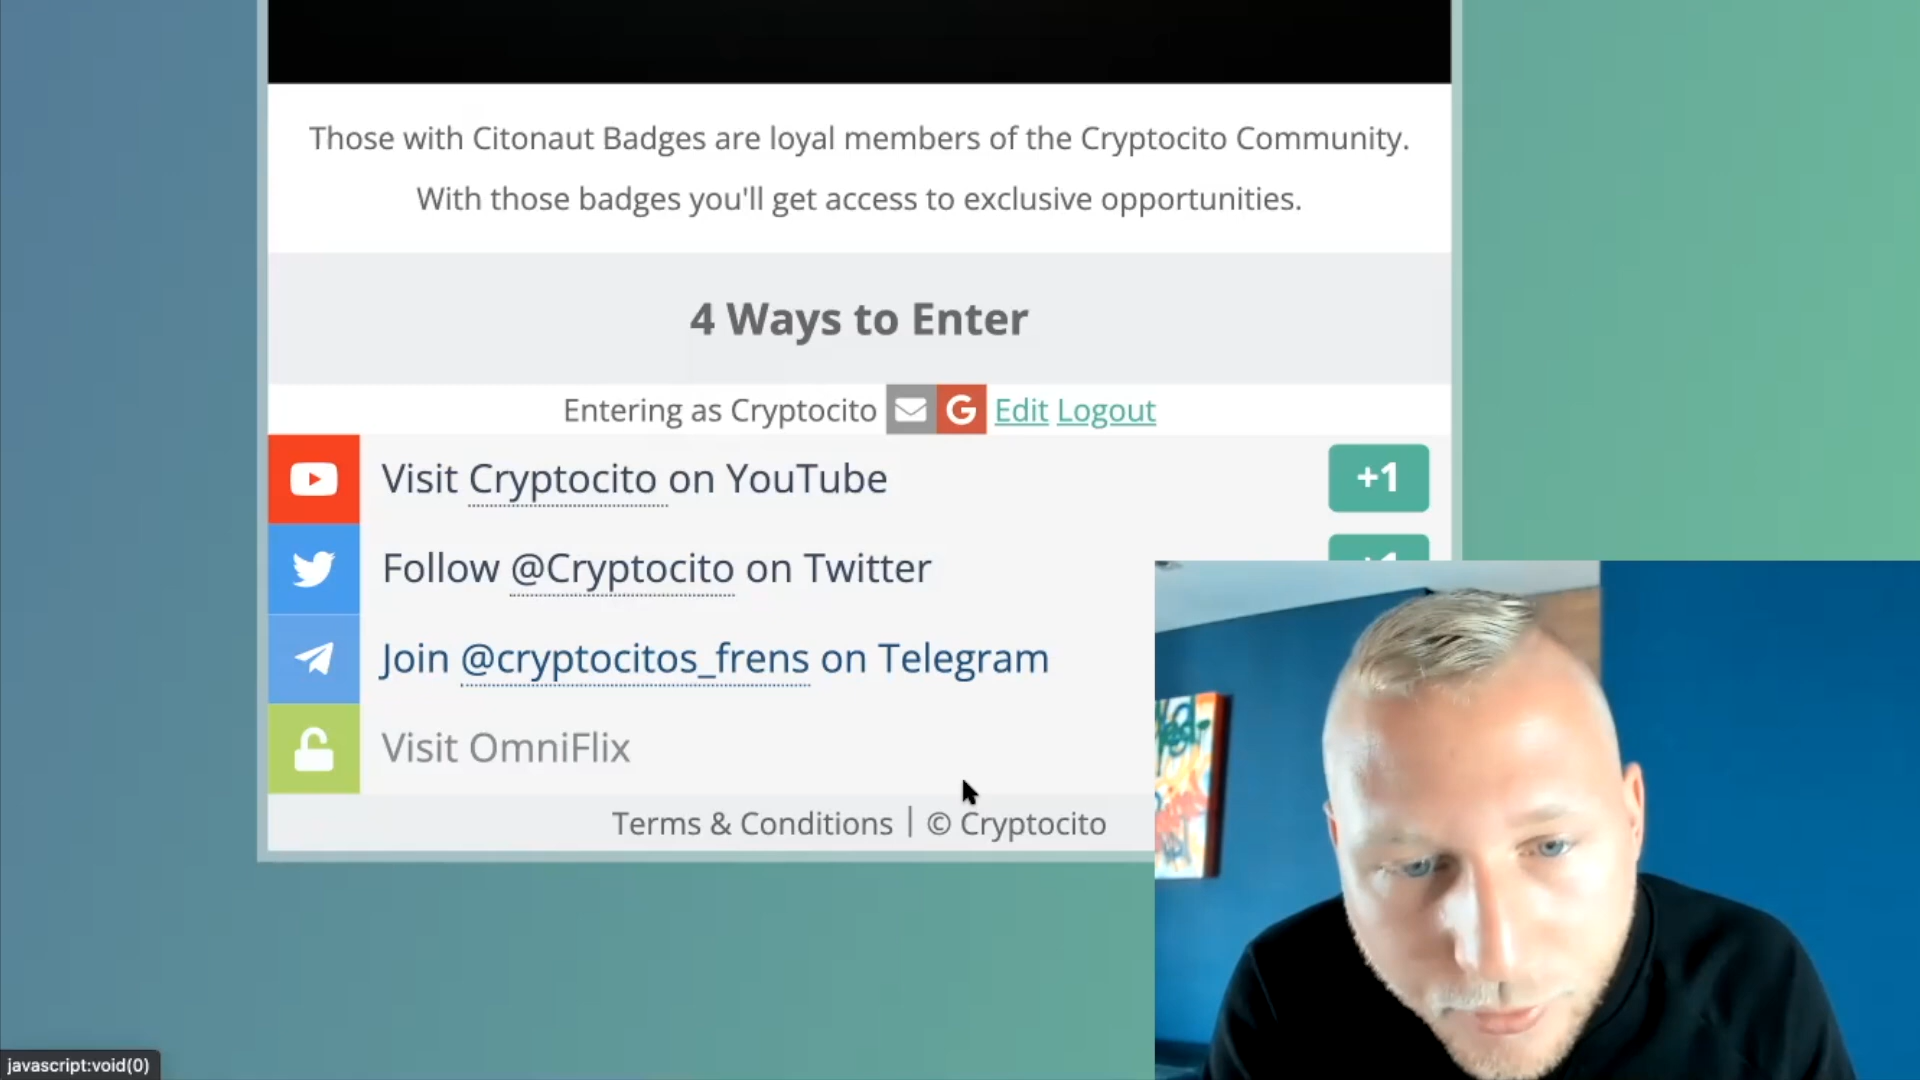 Those with Citonaut Badges are loyal members of the Cryptocito Community.
With those badges you'll get access to exclusive opportunities.
4 Ways to Enter
Entering as Cryptocito G Edit Logout
Visit Cryptocito on YouTube +1
Follow @Cryptocito on Twitter
Join @cryptocitos_frens on Telegram
Visit OmniFlix
Terms & Conditions | © Cryptocito
javascript:void(0)